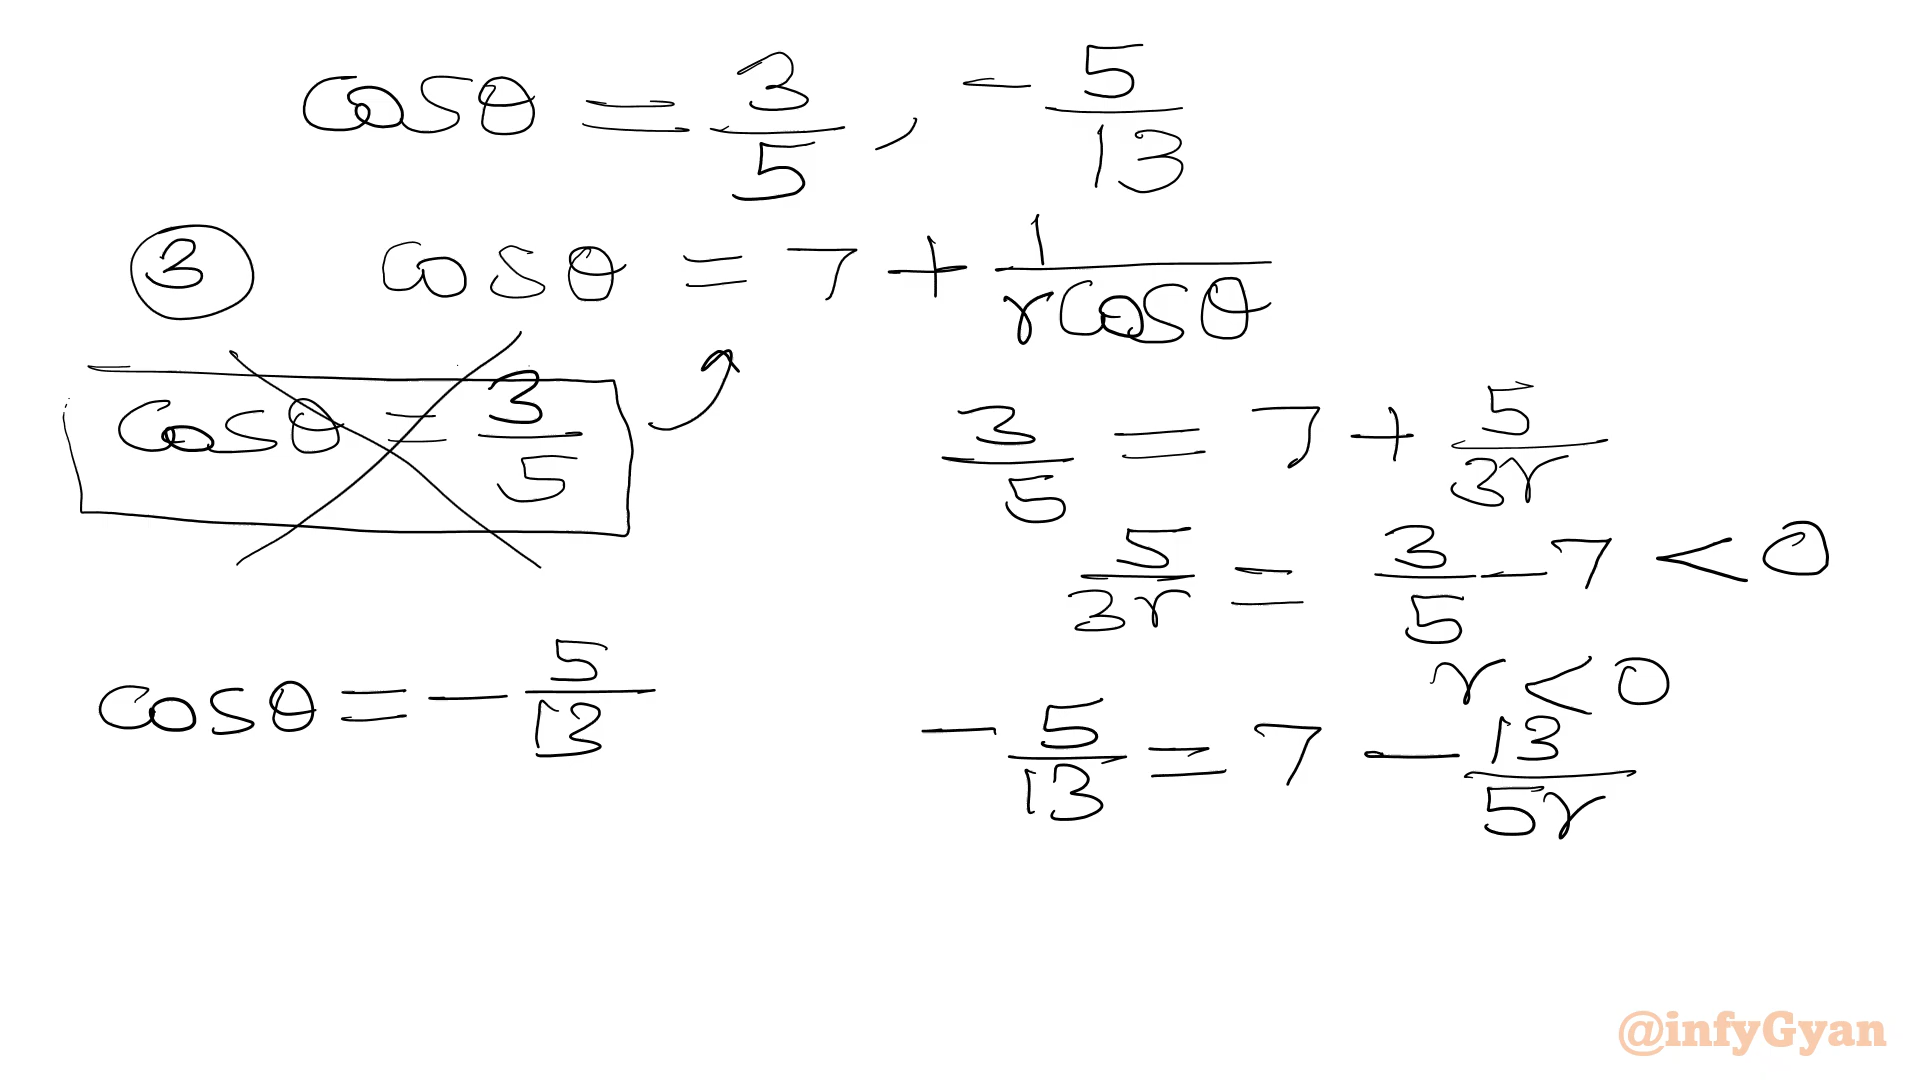 cosθ = 3/5, -5/13
③ cosθ = 7 + 1/(rcosθ)
cosθ = 3/5
3/5 = 7 + 5/(3r)
5/(3r) = 3/5 - 7 < 0
r < 0
cosθ = -5/13
-5/13 = 7 - 13/(5r)
@infyGyan